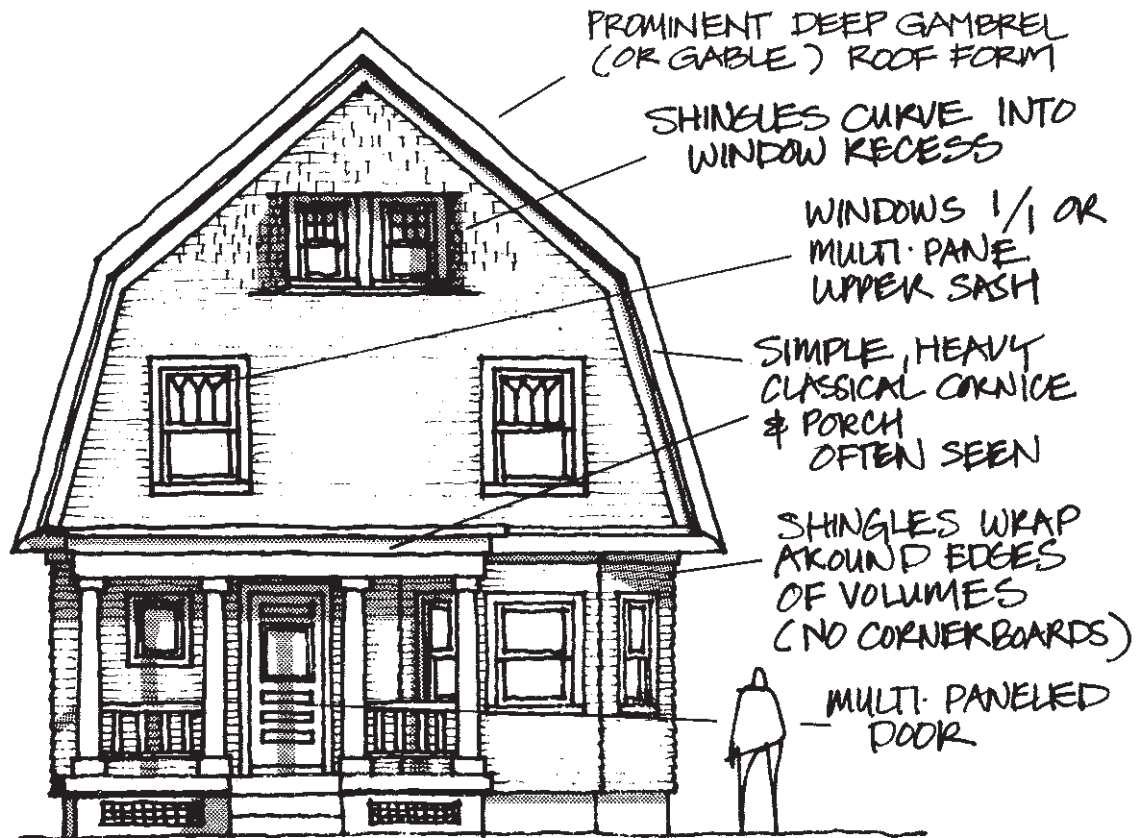 PROMINENT DEEP GAMBREL
(OR GABLE) ROOF FORM
SHINGLES CURVE INTO
WINDOW RECESS
WINDOWS 1/1 OR
MULTI-PANE
UPPER SASH
SIMPLE, HEAVY
CLASSICAL CORNICE
& PORCH
OFTEN SEEN
SHINGLES WRAP
AROUND EDGES
OF VOLUMES
(NO CORNERBOARDS)
MULTI-PANELED
DOOR